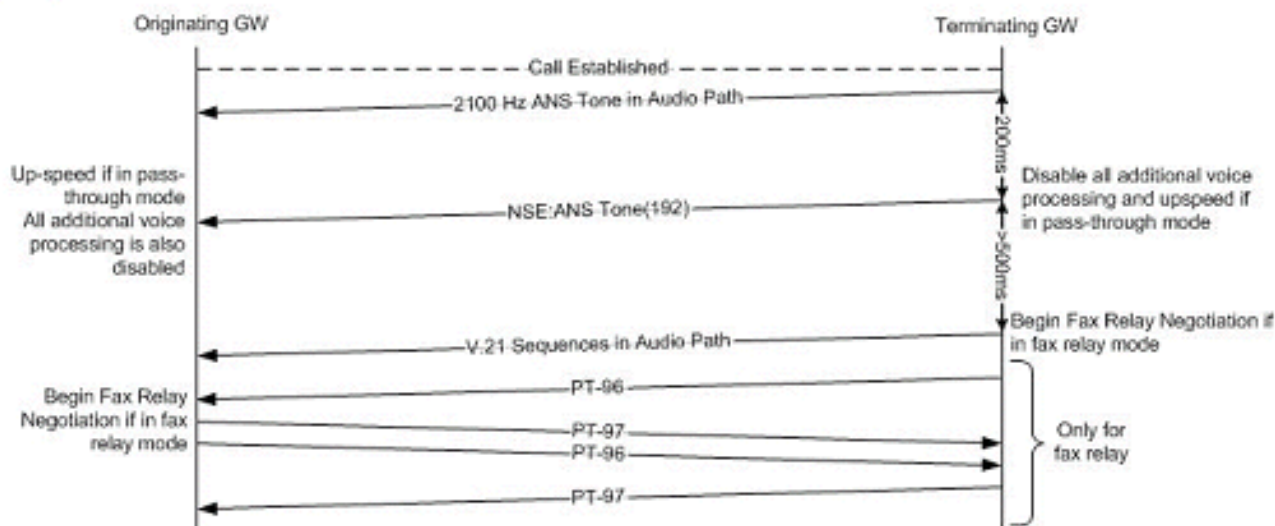 Originating GW
Terminating GW
Call Established
2100 Hz ANS Tone in Audio Path
200ms
Up-speed if in pass-
through mode
All additional voice
processing is also
disabled
Disable all additional voice
processing and upspeed if
in pass-through mode
NSE:ANS Tone(192)
>500ms
V.21 Sequences in Audio Path
Begin Fax Relay Negotiation if
in fax relay mode
PT-96
Begin Fax Relay
Negotiation if in fax
relay mode
PT-97
PT-96
Only for
fax relay
PT-97